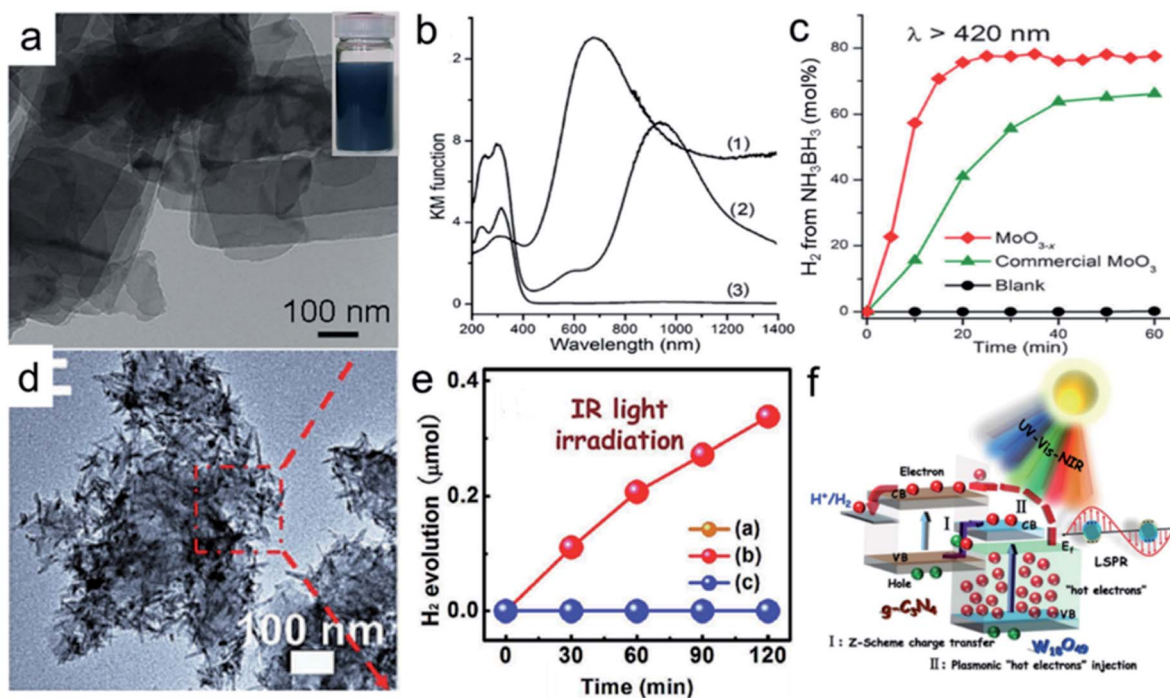 a
100 nm
b
KM function
2
8
4
0
(1)
(2)
(3)
200 400 600 800 1000 1200 1400
Wavelength (nm)
c
λ > 420 nm
H₂ from NH₃BH₃ (mol%)
80
60
40
20
0
MoO₃₋ₓ
Commercial MoO₃
Blank
0 20 40 60
Time (min)
d
100 nm
e
IR light
irradiation
H₂ evolution (μmol)
0.4
0.2
0.0
(a)
(b)
(c)
0 30 60 90 120
Time (min)
f
UV-Vis-NIR
Electron
CB
H⁺/H₂
I
II
CB
VB
E_f
LSPR
Hole
"hot electrons"
VB
g-C₃N₄
W₁₈O₄₉
I : Z-Scheme charge transfer
II : Plasmonic "hot electrons" injection